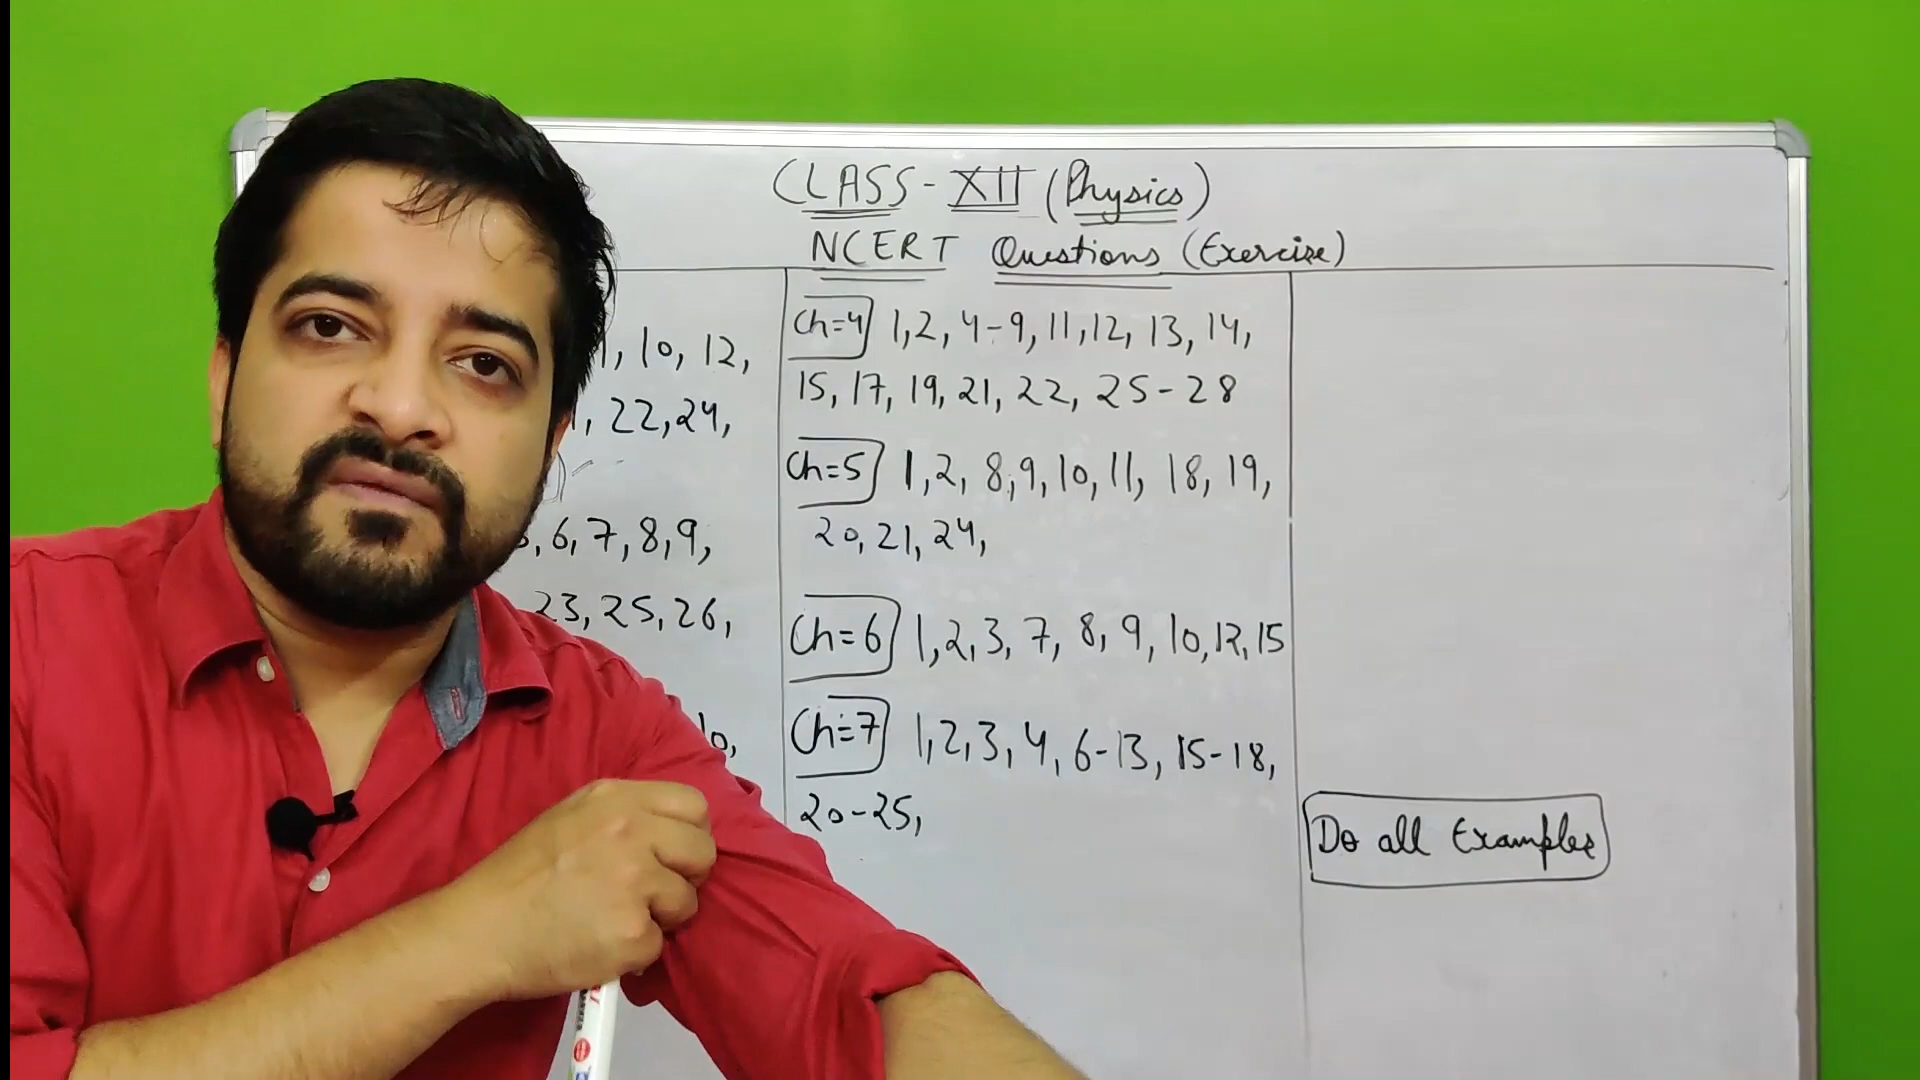 CLASS-XII (Physics)
NCERT Questions (Exercise)
, 10, 12,
, 22,24,
, 6, 7, 8, 9,
23, 25, 26,
10,
Ch=4 1,2, 4-9, 11, 12, 13, 14,
15, 17, 19, 21, 22, 25-28
Ch=5 1, 2, 8, 9, 10, 11, 18, 19,
20, 21, 24,
Ch=6 1, 2, 3, 7, 8, 9, 10, 12, 15
Ch=7 1, 2, 3, 4, 6-13, 15-18,
20-25,
Do all Examples